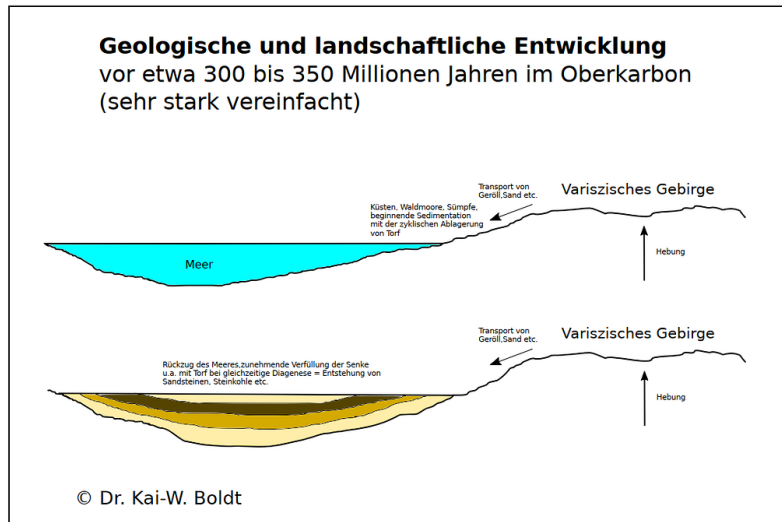 Geologische und landschaftliche Entwicklung
vor etwa 300 bis 350 Millionen Jahren im Oberkarbon
(sehr stark vereinfacht)
Transport von
Geröll,Sand etc.
Variszisches Gebirge
Küsten, Waldmoore, Sümpfe,
beginnende Sedimentation
mit der zyklischen Ablagerung
von Torf
Meer
Hebung
Transport von
Geröll,Sand etc.
Variszisches Gebirge
Rückzug des Meeres,zunehmende Verfüllung der Senke
u.a. mit Torf bei gleichzeitige Diagenese = Entstehung von
Sandsteinen, Steinkohle etc.
Hebung
© Dr. Kai-W. Boldt